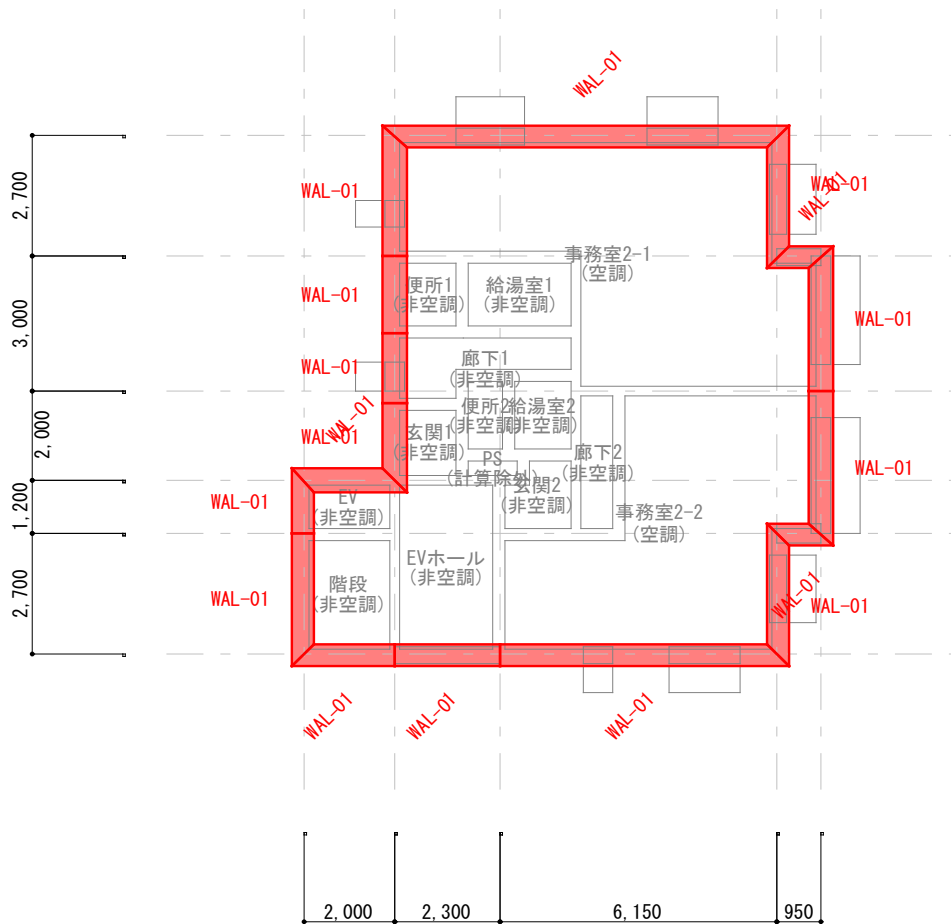 WAL-01
2,700
WAL-01
WAL-01
WAL-01
事務室2-1
(空調)
3,000
WAL-01
便所1
(非空調)
給湯室1
(非空調)
WAL-01
WAL-01
廊下1
(非空調)
2,000
WAL-01
WAL-01
玄関1
(非空調)
便所2
(非空調)
給湯室2
(非空調)
廊下2
(非空調)
WAL-01
PS
(計算除外)
玄関2
(非空調)
1,200
WAL-01
EV
(非空調)
事務室2-2
(空調)
2,700
WAL-01
階段
(非空調)
EVホール
(非空調)
WAL-01
WAL-01
WAL-01
WAL-01
WAL-01
2,000
2,300
6,150
950